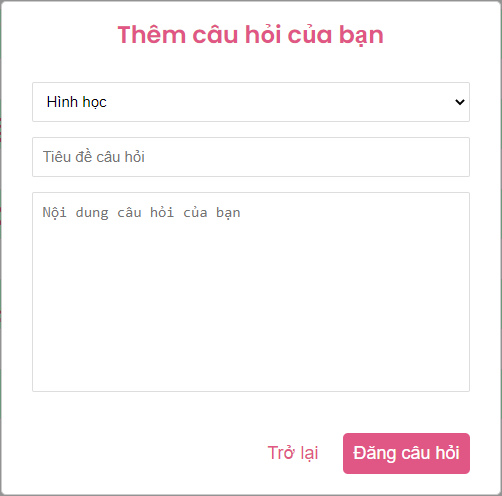 Thêm câu hỏi của bạn
Hình học
Tiêu đề câu hỏi
Nội dung câu hỏi của bạn
Trở lại
Đăng câu hỏi